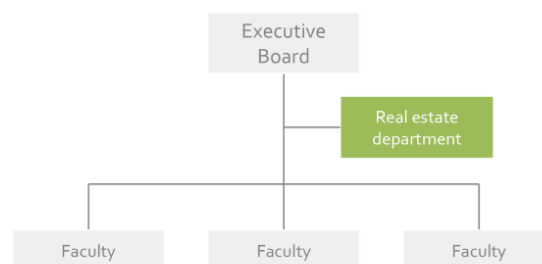 Executive
Board
Real estate
department
Faculty
Faculty
Faculty